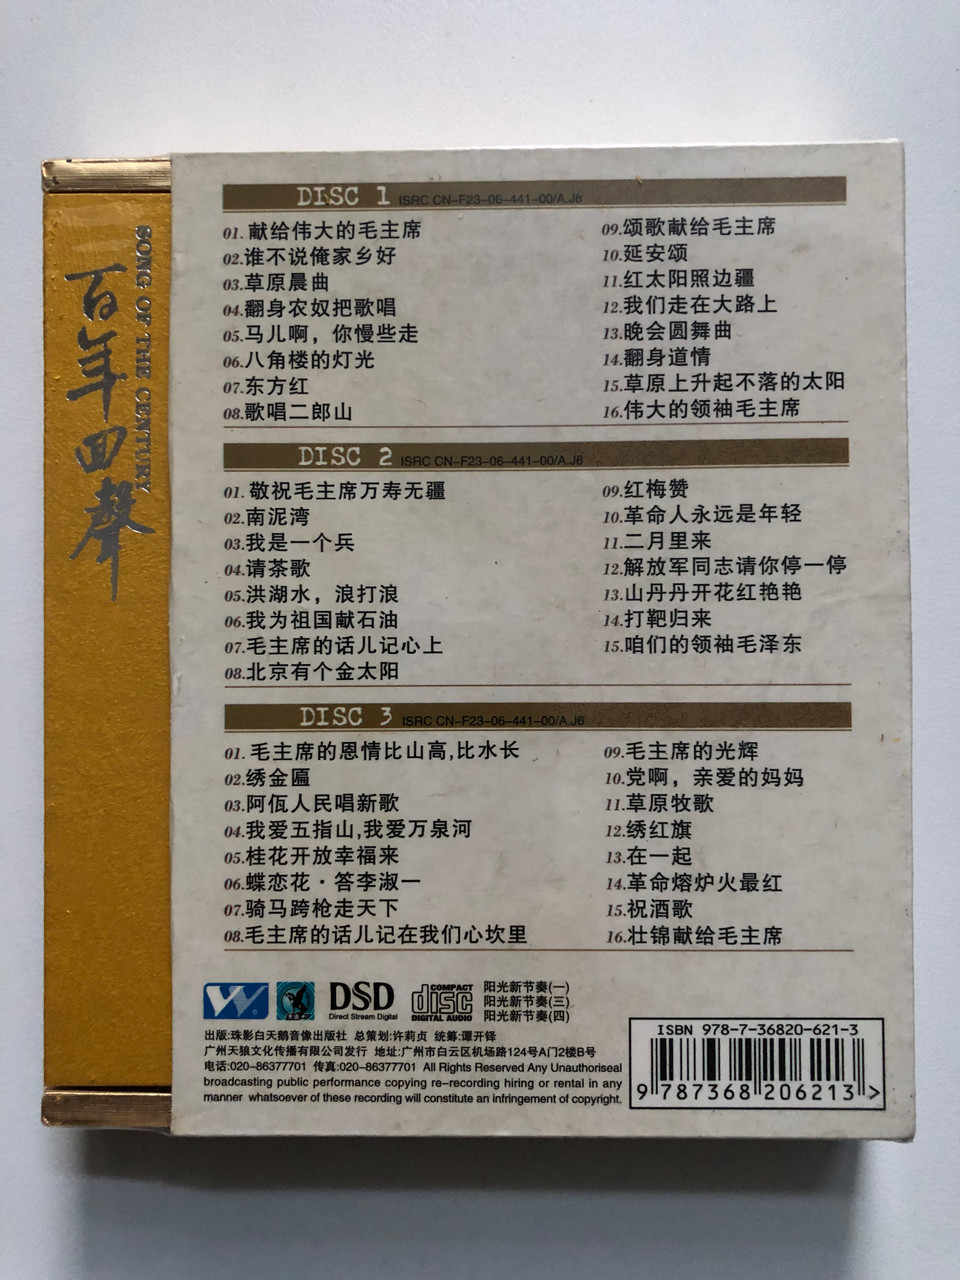 SONG OF THE CENTURY
百年回聲
DISC 1 ISRC CN-F23-06-441-00/A.J6
01. 献给伟大的毛主席
02.谁不说俺家乡好
03.草原晨曲
04.翻身农奴把歌唱
05.马儿啊，你慢些走
06.八角楼的灯光
07.东方红
08.歌唱二郎山
09.颂歌献给毛主席
10.延安颂
11.红太阳照边疆
12.我们走在大路上
13.晚会圆舞曲
14.翻身道情
15.草原上升起不落的太阳
16.伟大的领袖毛主席
DISC 2 ISRC CN-F23-06-441-00/A.J6
01. 敬祝毛主席万寿无疆
02.南泥湾
03.我是一个兵
04.请茶歌
05.洪湖水，浪打浪
06.我为祖国献石油
07.毛主席的话儿记心上
08.北京有个金太阳
09.红梅赞
10.革命人永远是年轻
11.二月里来
12.解放军同志请你停一停
13.山丹丹开花红艳艳
14.打靶归来
15.咱们的领袖毛泽东
DISC 3 ISRC CN-F23-06-441-00/A.J6
01. 毛主席的恩情比山高,比水长
02.绣金匾
03.阿佤人民唱新歌
04.我爱五指山,我爱万泉河
05.桂花开放幸福来
06.蝶恋花·答李淑一
07.骑马跨枪走天下
08.毛主席的话儿记在我们心坎里
09.毛主席的光辉
10.党啊，亲爱的妈妈
11.草原牧歌
12.绣红旗
13.在一起
14.革命熔炉火最红
15.祝酒歌
16.壮锦献给毛主席
DSD
Direct Stream Digital
COMPACT
disc
DIGITAL AUDIO
阳光新节奏(一)
阳光新节奏(三)
阳光新节奏(四)
出版:珠影白天鹅音像出版社 总策划:许莉贞 统筹:谭开铎
广州天狼文化传播有限公司发行 地址:广州市白云区机场路124号A门2楼B号
电话:020-86377701 传真:020-86377701 All Rights Reserved Any Unauthoriseal
broadcasting public performance copying re-recording hiring or rental in any
manner whatsoever of these recording will constitute an infringement of copyright.
ISBN 978-7-36820-621-3
9 787368 206213 >